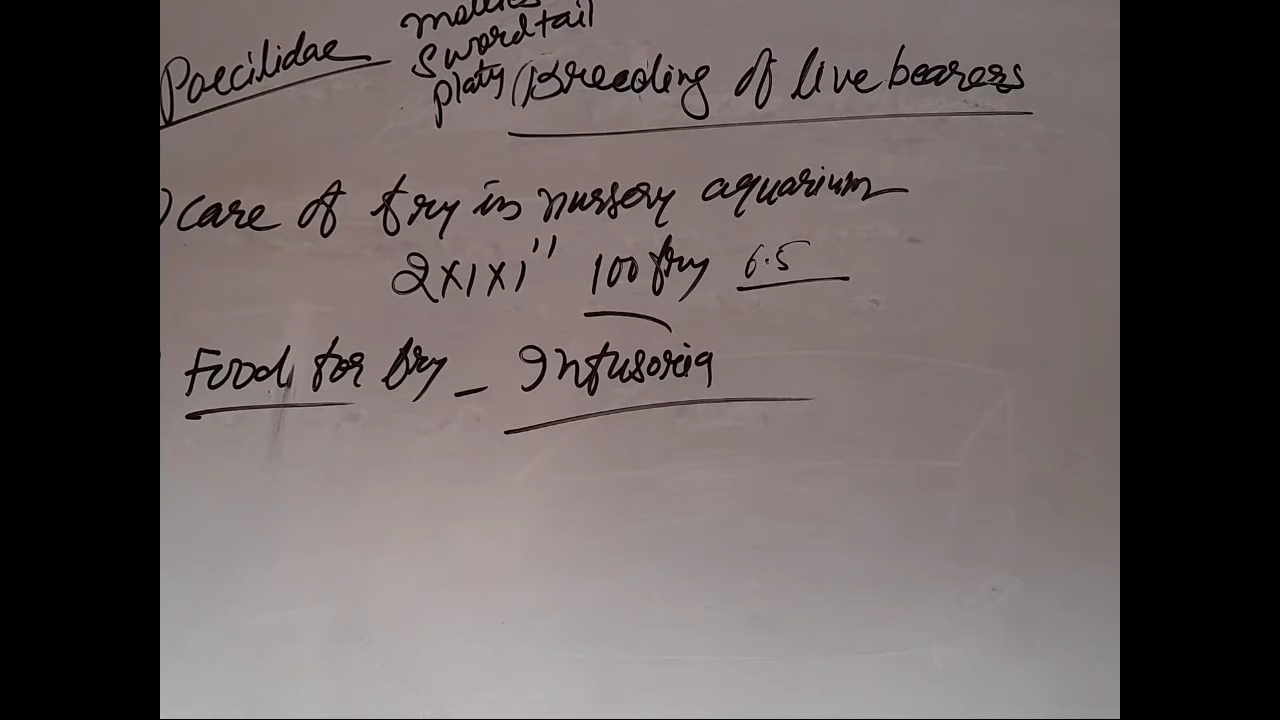 Poecilidae
Mollies
Swordtail
Platy
(Breeding of live bearers
) care of fry in nursery aquarium
2x1x1" 100 fry 6.5
Food for fry - Infusoria